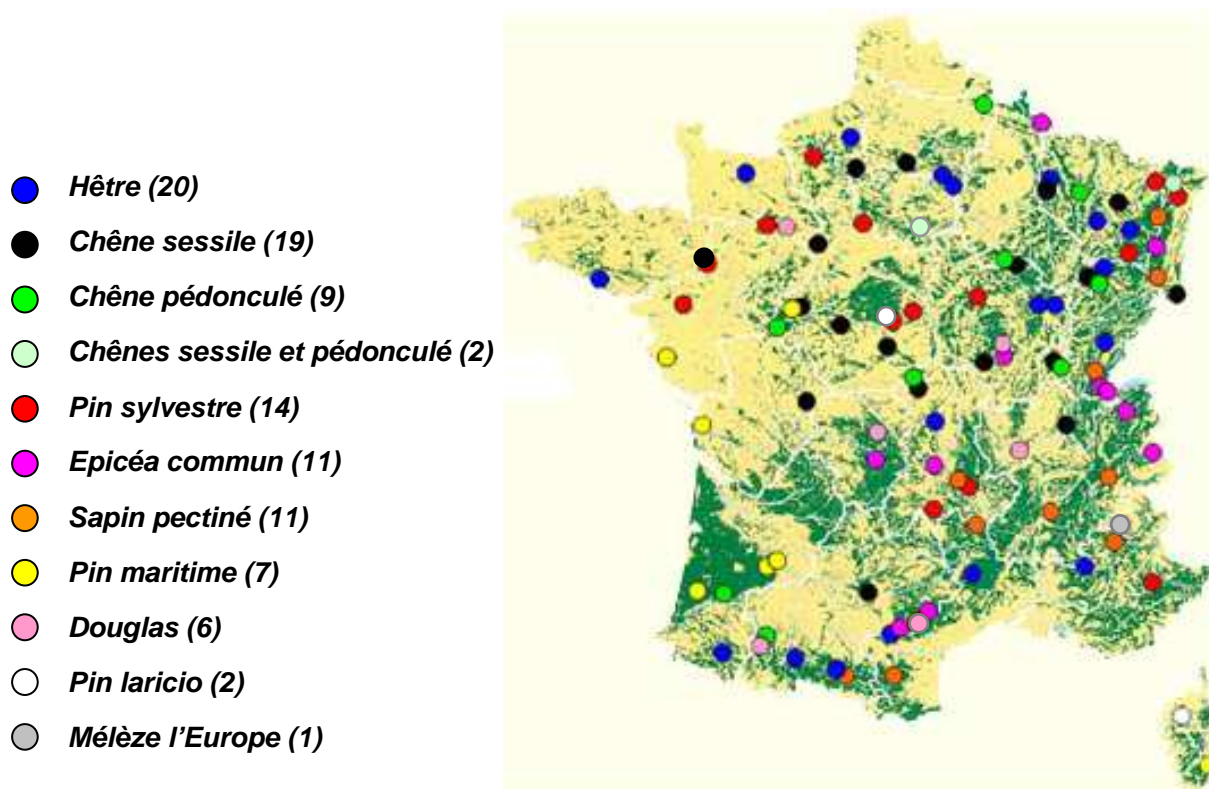 Hêtre (20)
Chêne sessile (19)
Chêne pédonculé (9)
Chênes sessile et pédonculé (2)
Pin sylvestre (14)
Epicéa commun (11)
Sapin pectiné (11)
Pin maritime (7)
Douglas (6)
Pin laricio (2)
Mélèze l'Europe (1)